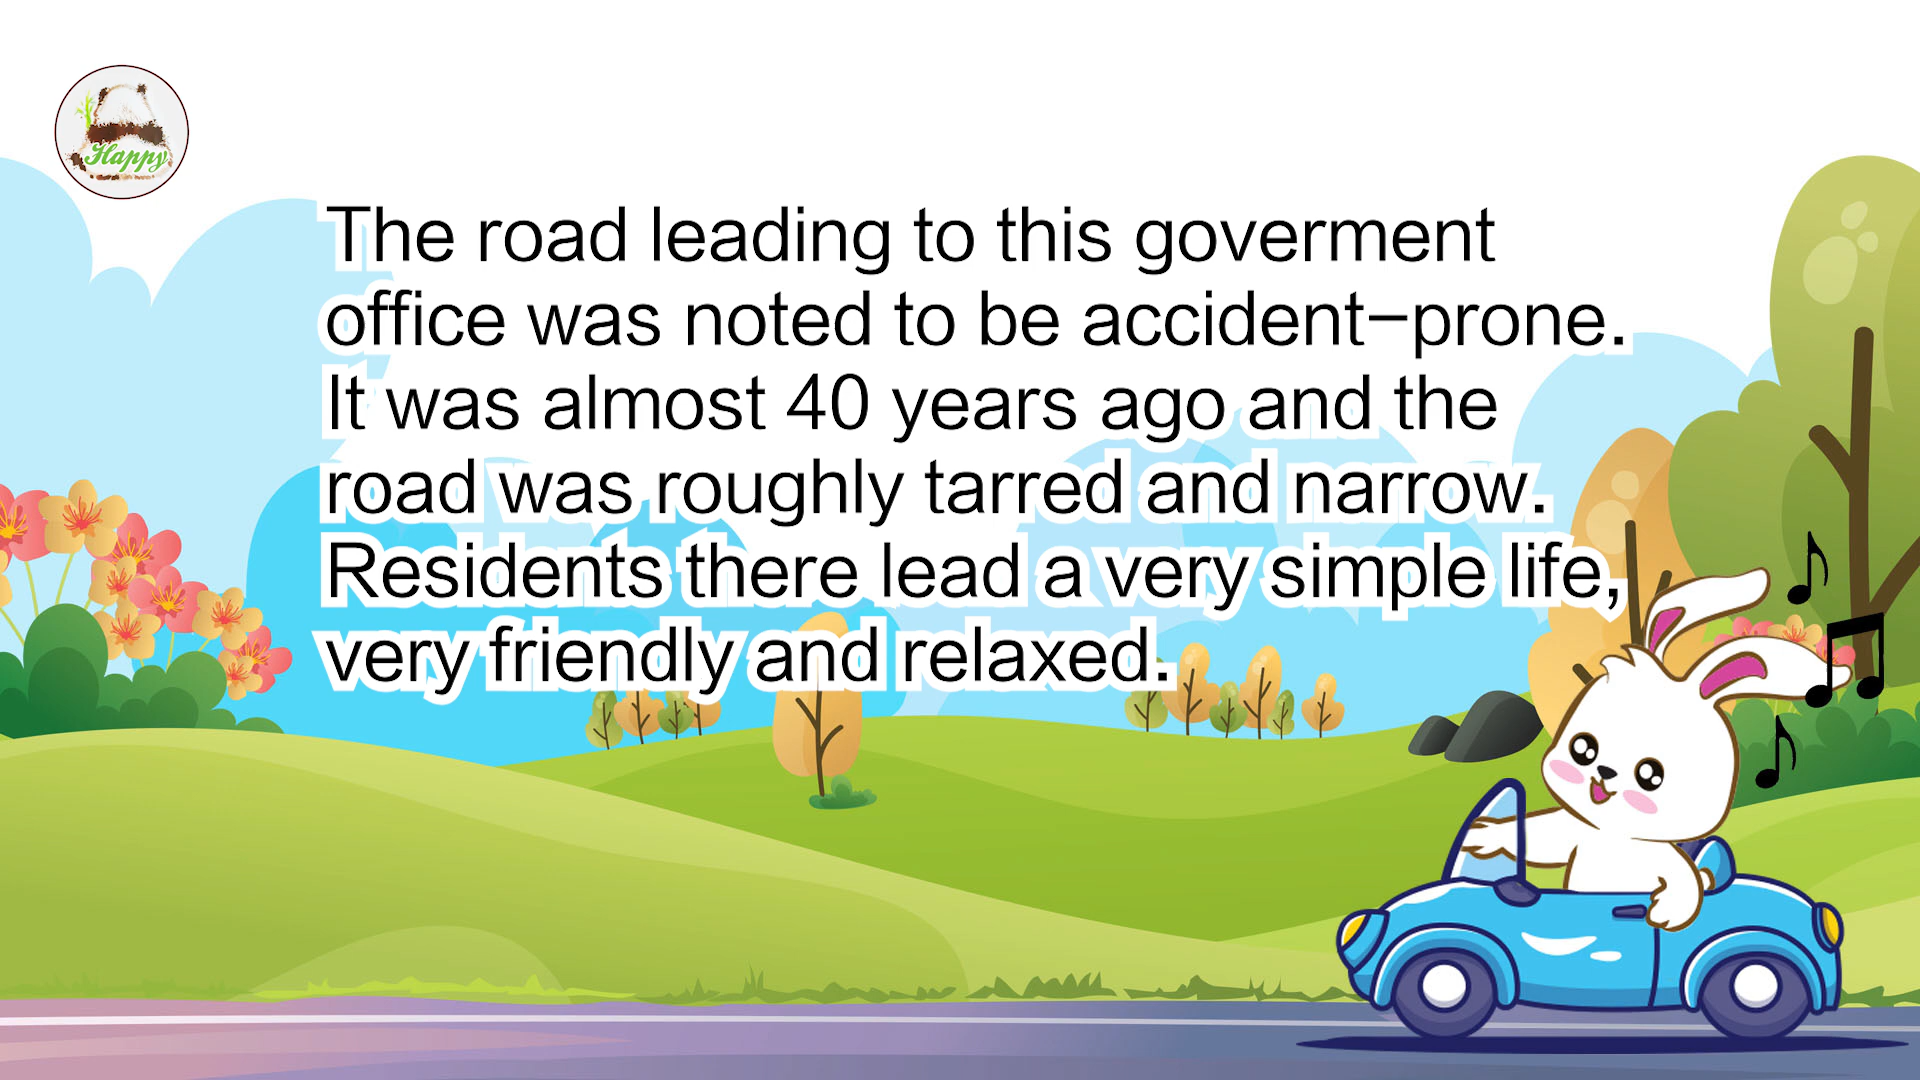 Happy
The road leading to this goverment
office was noted to be accident-prone.
It was almost 40 years ago and the
road was roughly tarred and narrow.
Residents there lead a very simple life,
very friendly and relaxed.